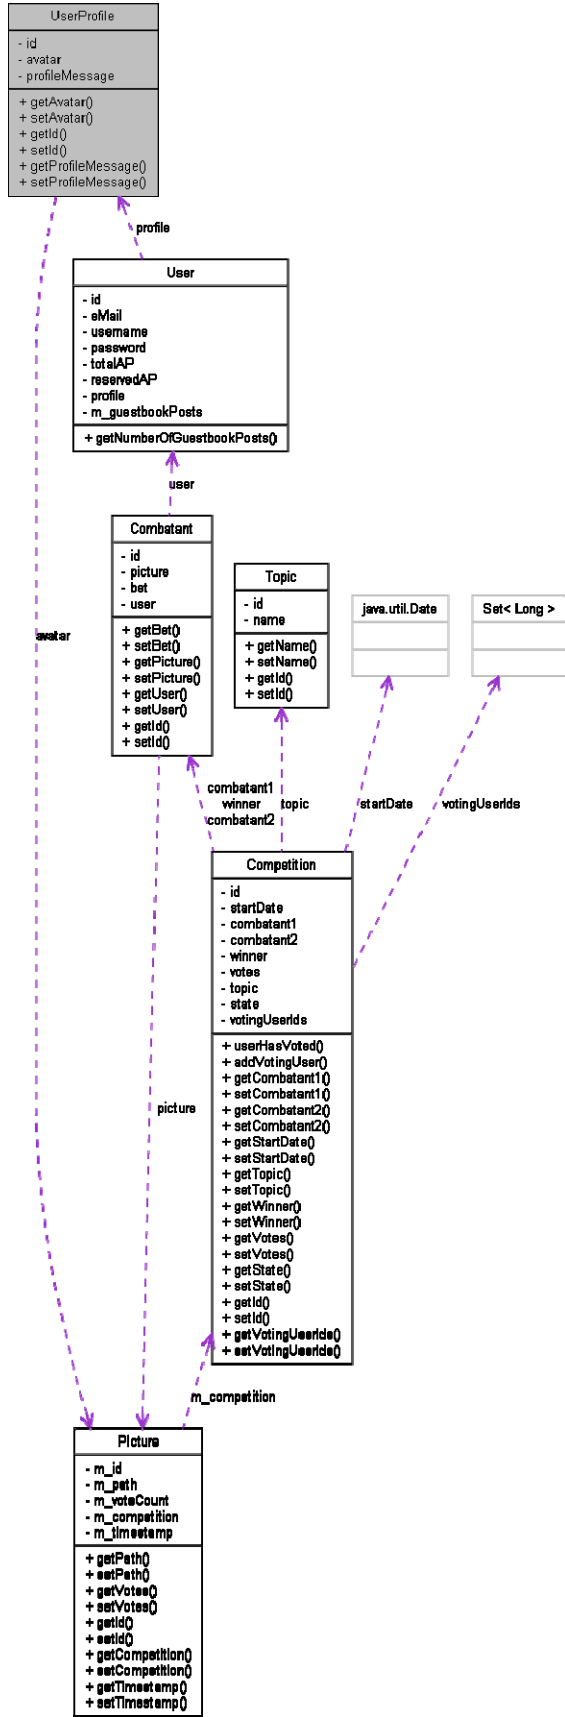 UserProfile
- id
- avatar
- profileMessage
+ getAvatar()
+ setAvatar()
+ getId()
+ setId()
+ getProfileMessage()
+ setProfileMessage()
profile
User
- id
- eMail
- username
- password
- totalAP
- reservedAP
- profile
- m_guestbookPosts
+ getNumberOfGuestbookPosts()
user
Combatant
- id
- picture
- bet
- user
+ getBet()
+ setBet()
+ getPicture()
+ setPicture()
+ getUser()
+ setUser()
+ getId()
+ setId()
Topic
- id
- name
+ getName()
+ setName()
+ getId()
+ setId()
java.util.Date
Set< Long >
avatar
combatant1
winner
combatant2
topic
startDate
votingUserIds
Competition
- id
- startDate
- combatant1
- combatant2
- winner
- votes
- topic
- state
- votingUserIds
+ userHasVoted()
+ addVotingUser()
+ getCombatant1()
+ setCombatant1()
+ getCombatant2()
+ setCombatant2()
+ getStartDate()
+ setStartDate()
+ getTopic()
+ setTopic()
+ getWinner()
+ setWinner()
+ getVotes()
+ setVotes()
+ getState()
+ setState()
+ getId()
+ setId()
+ getVotingUserIds()
+ setVotingUserIds()
picture
m_competition
Picture
- m_id
- m_path
- m_voteCount
- m_competition
- m_timestamp
+ getPath()
+ setPath()
+ getVotes()
+ setVotes()
+ getId()
+ setId()
+ getCompetition()
+ setCompetition()
+ getTimestamp()
+ setTimestamp()